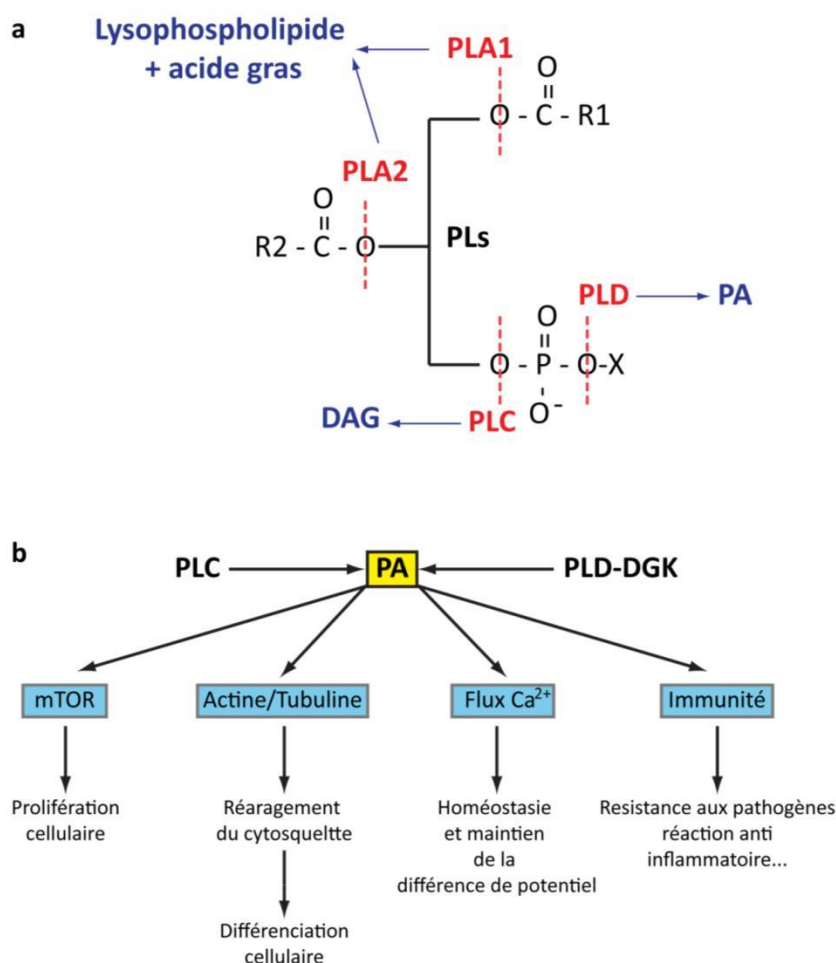 a
Lysophospholipide
+ acide gras
PLA1
O
O - C - R1
PLA2
O
R2 - C - O
PLs
PLD
PA
O
O - P - O-X
O-
DAG
PLC
b
PLC
PA
PLD-DGK
mTOR
Actine/Tubuline
Flux Ca2+
Immunité
Prolifération
cellulaire
Réaragement
du cytosqueltte
Homéostasie
et maintien
de la
différence de potentiel
Resistance aux pathogènes
réaction anti
inflammatoire...
Différenciation
cellulaire